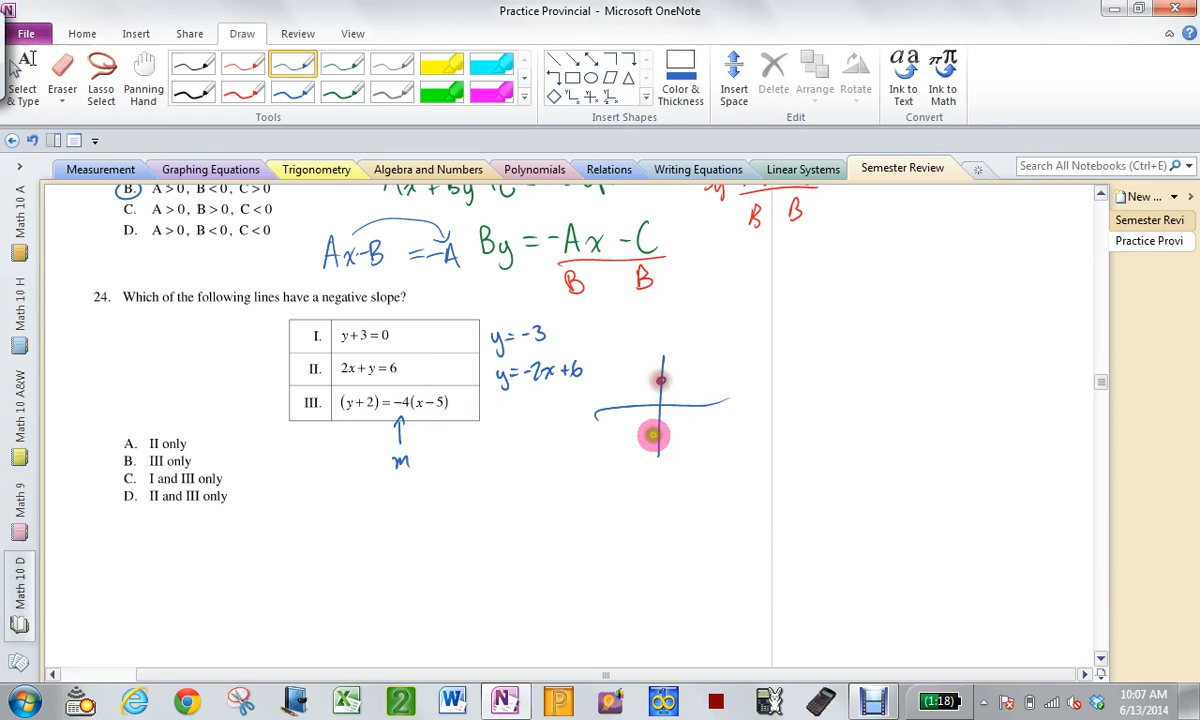 Practice Provincial - Microsoft OneNote
File Home Insert Share Draw Review View
Select & Type
Eraser
Lasso Select
Panning Hand
Color & Thickness
Insert Space
Delete
Arrange
Rotate
Ink to Text
Ink to Math
Tools
Insert Shapes
Edit
Convert
Measurement Graphing Equations Trigonometry Algebra and Numbers Polynomials Relations Writing Equations Linear Systems Semester Review
Search All Notebooks (Ctrl+E)
New ...
Semester Revi
Practice Provi
Math 10 A
Math 10 H
Math 10 A&W
Math 9
Math 10 D
B. A > 0, B < 0, C > 0
C. A > 0, B > 0, C < 0
D. A > 0, B < 0, C < 0
B B
Ax-B = -A
By = -Ax - C
B B
24. Which of the following lines have a negative slope?
I. y + 3 = 0
y = -3
II. 2x + y = 6
y = -2x + 6
III. (y + 2) = -4(x - 5)
m
A. II only
B. III only
C. I and III only
D. II and III only
(1:18)
10:07 AM
6/13/2014